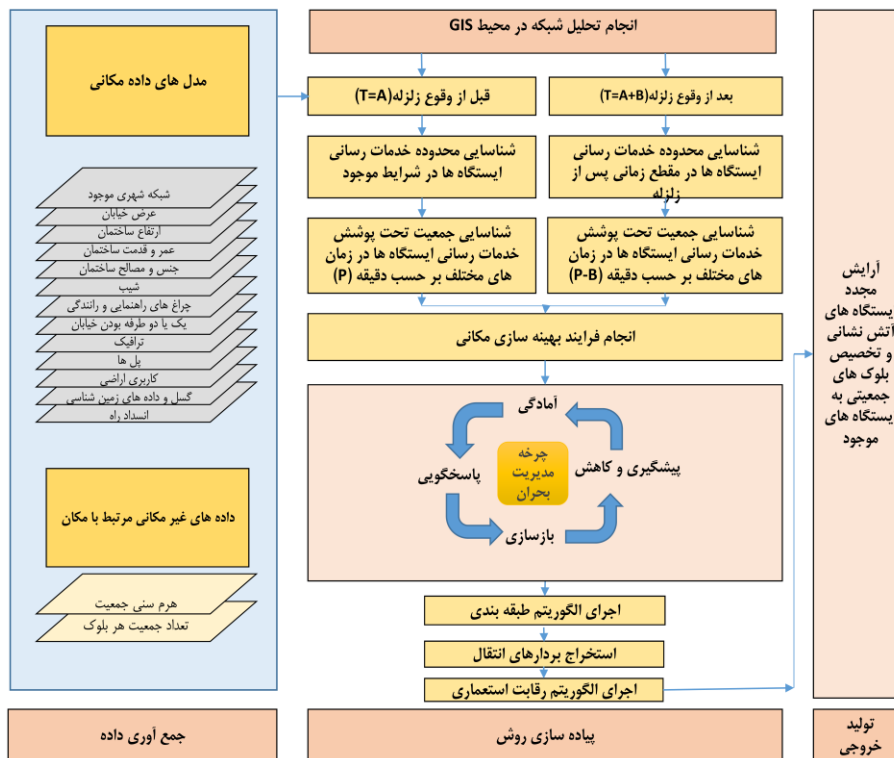 انجام تحلیل شبکه در محیط GIS
مدل های داده مکانی
قبل از وقوع زلزله(T=A)
بعد از وقوع زلزله(T=A+B)
شناسایی محدوده خدمات رسانی
ایستگاه ها در شرایط موجود
شناسایی محدوده خدمات رسانی
ایستگاه ها در مقطع زمانی پس از
زلزله
شبکه شهری موجود
عرض خیابان
ارتفاع ساختمان
عمر و قدمت ساختمان
جنس و مصالح ساختمان
شیب
چراغ های راهنمایی و رانندگی
یک یا دو طرفه بودن خیابان
ترافیک
پل ها
کاربری اراضی
گسل و داده های زمین شناسی
انسداد راه
شناسایی جمعیت تحت پوشش
خدمات رسانی ایستگاه ها در زمان
های مختلف بر حسب دقیقه (P)
شناسایی جمعیت تحت پوشش
خدمات رسانی ایستگاه ها در زمان
های مختلف بر حسب دقیقه (P-B)
انجام فرایند بهینه سازی مکانی
آمادگی
پیشگیری و کاهش
چرخه
مدیریت
بحران
پاسخگویی
بازسازی
داده های غیر مکانی مرتبط با مکان
هرم سنی جمعیت
تعداد جمعیت هر بلوک
اجرای الگوریتم طبقه بندی
استخراج بردارهای انتقال
اجرای الگوریتم رقابت استعماری
آرایش
مجدد
یستگاه های
آتش نشانی
و تخصیص
بلوک های
جمعیتی به
یستگاه های
موجود
جمع آوری داده
پیاده سازی روش
تولید
خروجی